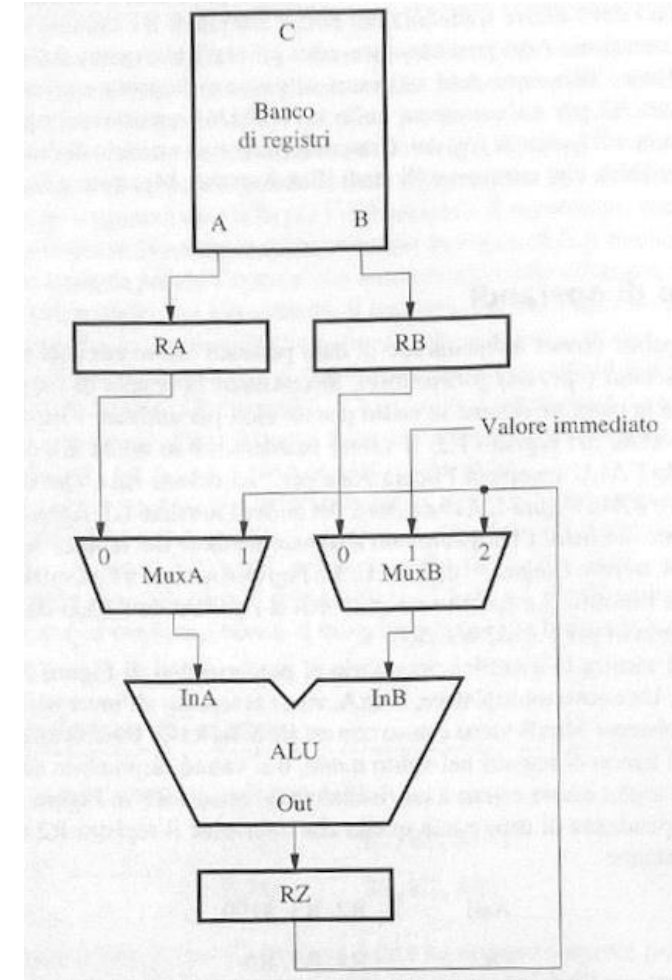 C
Banco
di registri
A B
RA RB
Valore immediato
0 1 0 1 2
MuxA MuxB
InA InB
ALU
Out
RZ